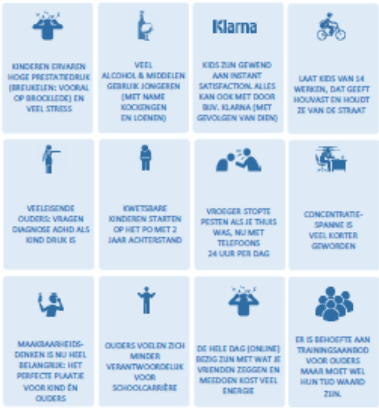 KINDEREN ERVAREN
HOGE PRESTATIEDRUK
(BREUKELEN: VOORAL
OP BROCKLEDE) EN
VEEL STRESS
VEEL
ALCOHOL & MIDDELEN
GEBRUIK JONGEREN
(MET NAME
KOCKENGEN
EN LOENEN)
Klarna
KIDS ZIJN GEWEND
AAN INSTANT
SATISFACTION. ALLES
KAN OOK MET DOOR
BIJV. KLARNA (MET
GEVOLGEN VAN DIEN)
LAAT KIDS VAN 14
WERKEN, DAT GEEFT
HOUVAST EN HOUDT
ZE VAN DE STRAAT
VEELEISENDE
OUDERS: VRAGEN
DIAGNOSE ADHD ALS
KIND DRUK IS
KWETSBARE
KINDEREN STARTEN
OP HET PO MET 2
JAAR ACHTERSTAND
VROEGER STOPTE
PESTEN ALS JE THUIS
WAS, NU MET
TELEFOONS
24 UUR PER DAG
CONCENTRATIE-
SPANNE IS
VEEL KORTER
GEWORDEN
MAAKBAARHEIDS-
DENKEN IS NU HEEL
BELANGRIJK: HET
PERFECTE PLAATJE
VOOR KIND ÉN
OUDERS
OUDERS VOELEN ZICH
MINDER
VERANTWOORDELIJK
VOOR
SCHOOLCARRIÈRE
DE HELE DAG (ONLINE)
BEZIG ZIJN MET WAT JE
VRIENDEN ZEGGEN EN
MEEDOEN KOST VEEL
ENERGIE
ER IS BEHOEFTE AAN
TRAININGSAANBOD
VOOR OUDERS
MAAR MOET WEL
HUN TIJD WAARD
ZIJN.